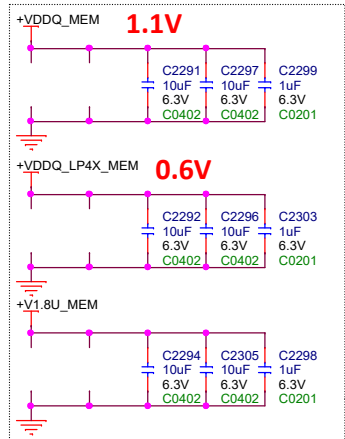 +VDDQ_MEM
1.1V
C2291 C2297 C2299
10uF 10uF 1uF
6.3V 6.3V 6.3V
C0402 C0402 C0201
+VDDQ_LP4X_MEM
0.6V
C2292 C2296 C2303
10uF 10uF 1uF
6.3V 6.3V 6.3V
C0402 C0402 C0201
+V1.8U_MEM
C2294 C2305 C2298
10uF 10uF 1uF
6.3V 6.3V 6.3V
C0402 C0402 C0201